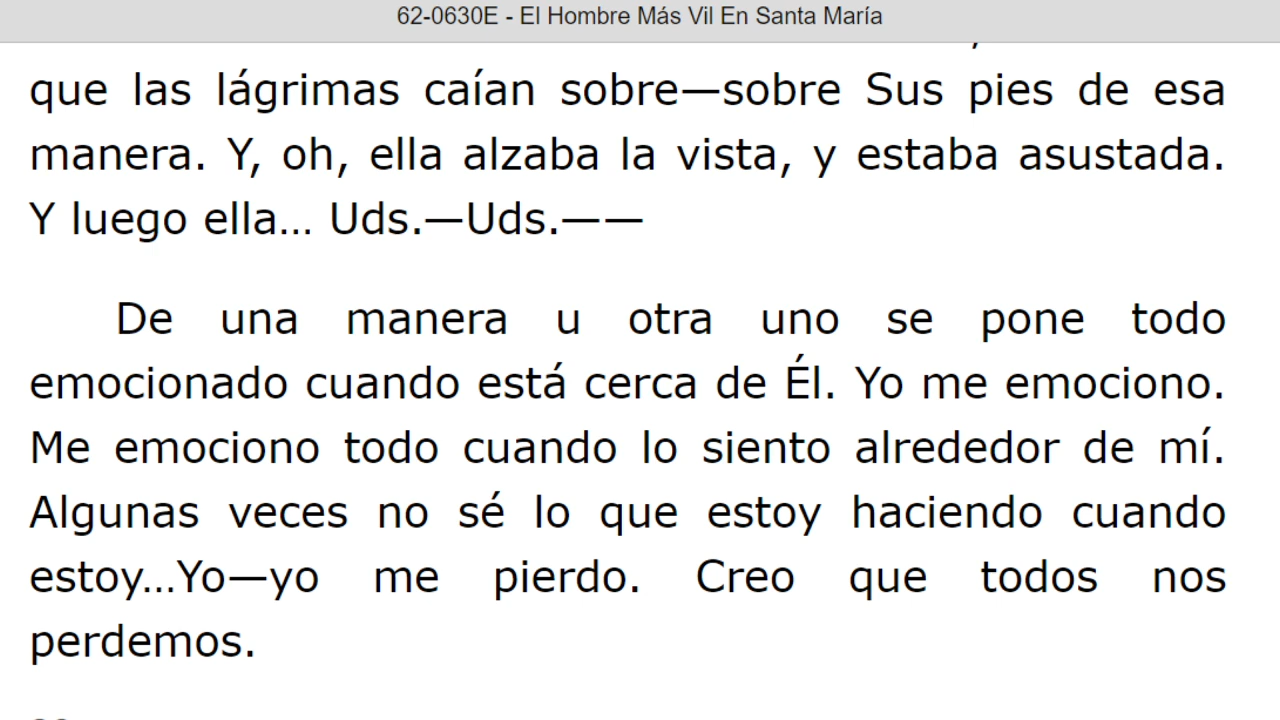 62-0630E - El Hombre Más Vil En Santa María
que las lágrimas caían sobre—sobre Sus pies de esa
manera. Y, oh, ella alzaba la vista, y estaba asustada.
Y luego ella… Uds.—Uds.——
De una manera u otra uno se pone todo
emocionado cuando está cerca de Él. Yo me emociono.
Me emociono todo cuando lo siento alrededor de mí.
Algunas veces no sé lo que estoy haciendo cuando
estoy…Yo—yo me pierdo. Creo que todos nos
perdemos.